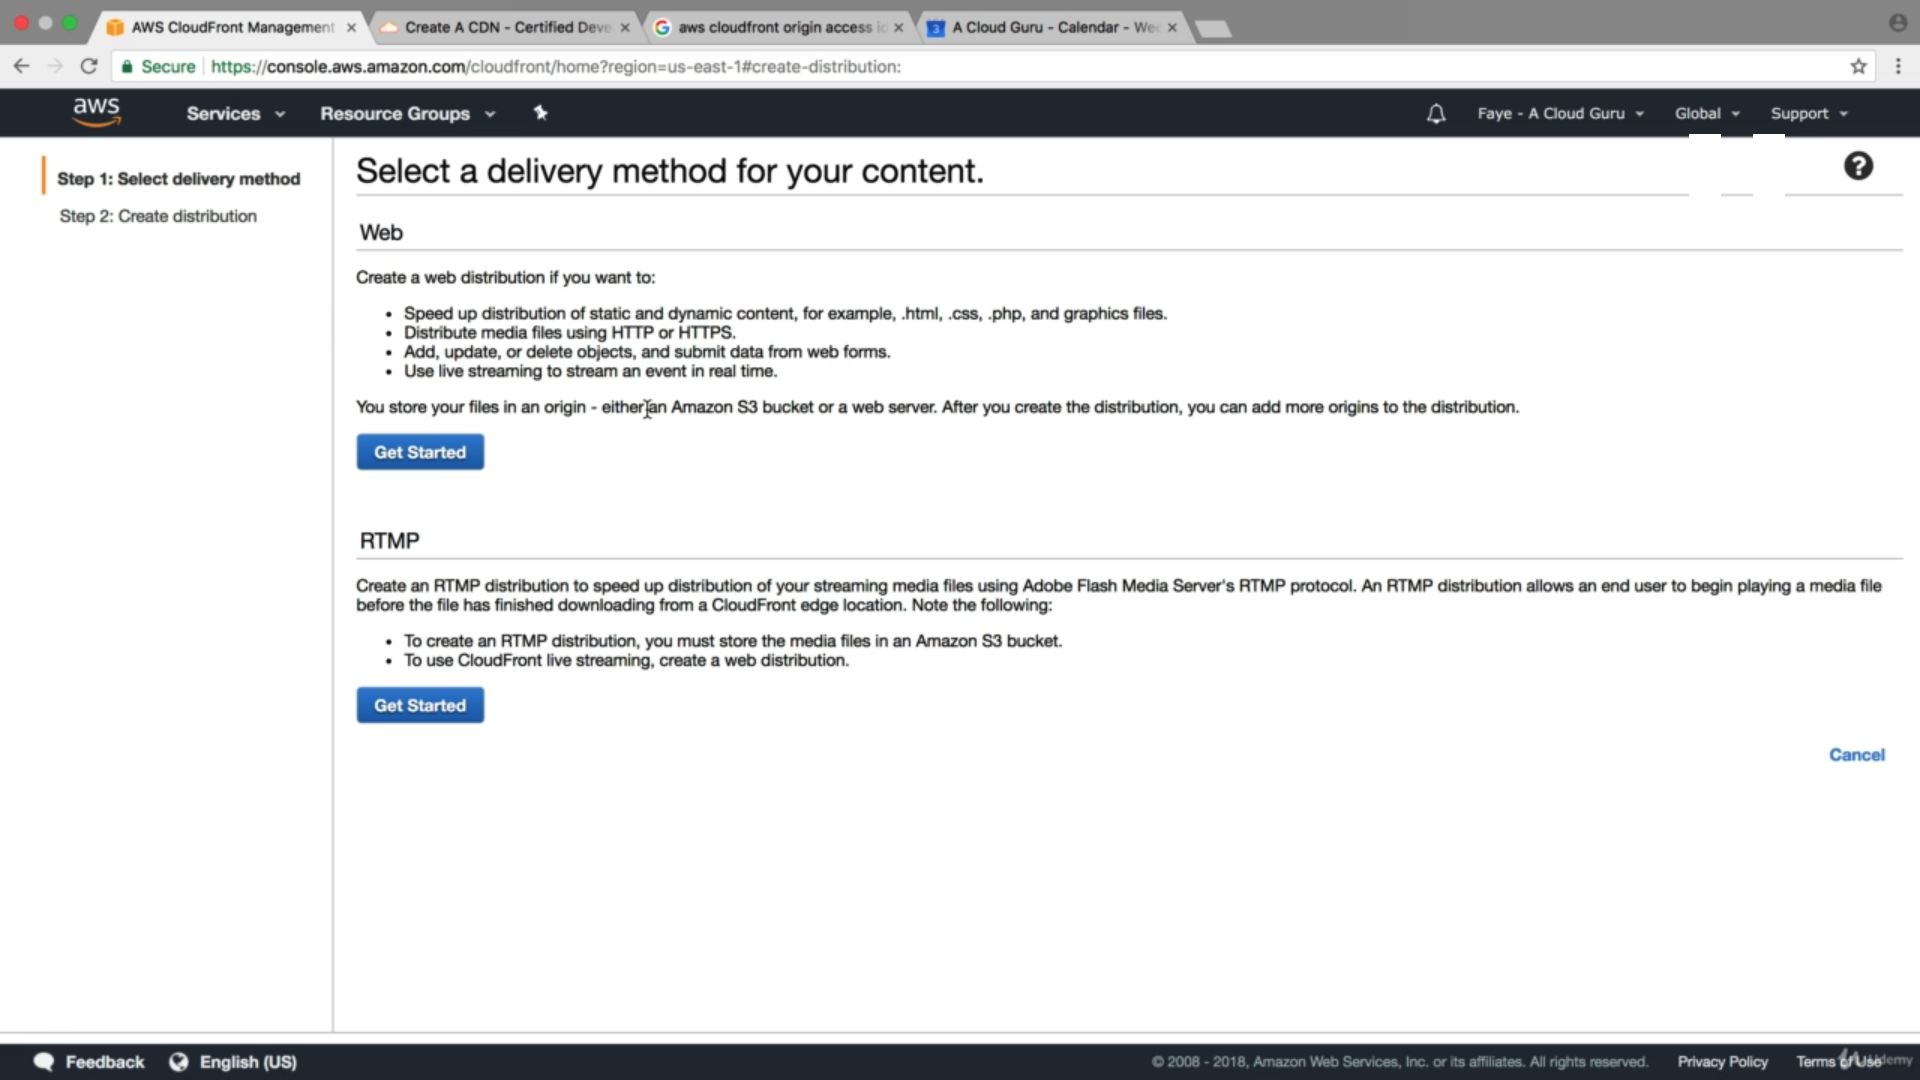 AWS CloudFront Management
Create A CDN - Certified Deve
aws cloudfront origin access id
3
A Cloud Guru - Calendar - Wee
Secure
https://console.aws.amazon.com/cloudfront/home?region=us-east-1#create-distribution:
aws
Services
Resource Groups
Faye - A Cloud Guru
Global
Support
Step 1: Select delivery method
Step 2: Create distribution
Select a delivery method for your content.
?
Web
Create a web distribution if you want to:
• Speed up distribution of static and dynamic content, for example, .html, .css, .php, and graphics files.
• Distribute media files using HTTP or HTTPS.
• Add, update, or delete objects, and submit data from web forms.
• Use live streaming to stream an event in real time.
You store your files in an origin - either an Amazon S3 bucket or a web server. After you create the distribution, you can add more origins to the distribution.
Get Started
RTMP
Create an RTMP distribution to speed up distribution of your streaming media files using Adobe Flash Media Server's RTMP protocol. An RTMP distribution allows an end user to begin playing a media file
before the file has finished downloading from a CloudFront edge location. Note the following:
• To create an RTMP distribution, you must store the media files in an Amazon S3 bucket.
• To use CloudFront live streaming, create a web distribution.
Get Started
Cancel
Feedback
English (US)
© 2008 - 2018, Amazon Web Services, Inc. or its affiliates. All rights reserved.
Privacy Policy
Terms of Use